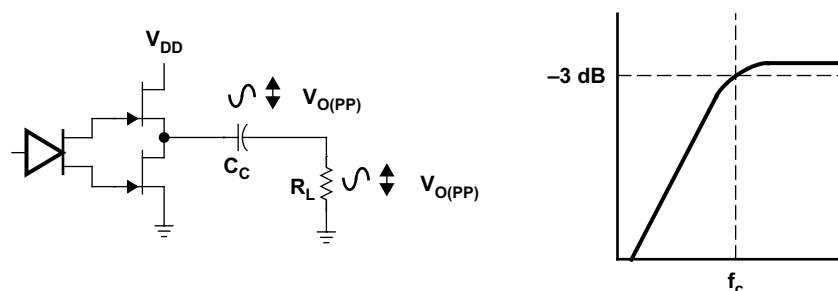 V_DD
V_O(PP)
C_C
R_L
V_O(PP)
–3 dB
f_c